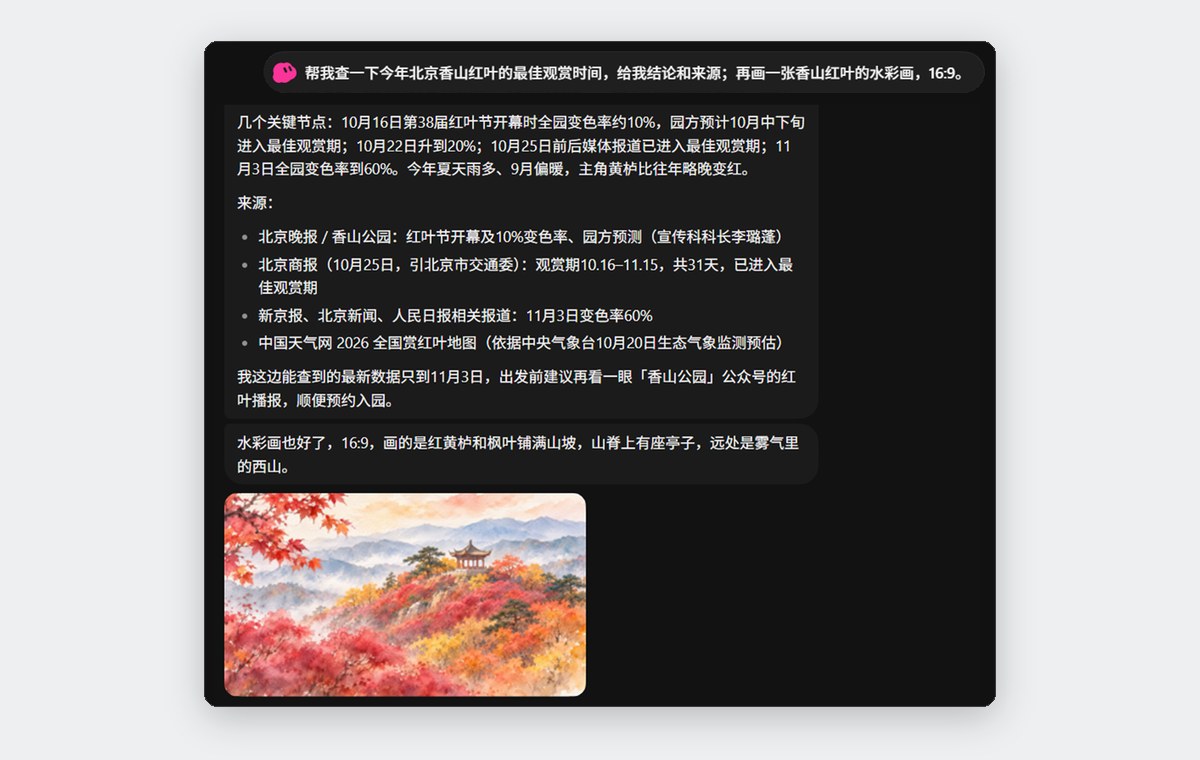 帮我查一下今年北京香山红叶的最佳观赏时间，给我结论和来源；再画一张香山红叶的水彩画，16:9。
几个关键节点：10月16日第38届红叶节开幕时全园变色率约10%，园方预计10月中下旬
进入最佳观赏期；10月22日升到20%；10月25日前后媒体报道已进入最佳观赏期；11
月3日全园变色率到60%。今年夏天雨多、9月偏暖，主角黄栌比往年略晚变红。
来源：
北京晚报 / 香山公园：红叶节开幕及10%变色率、园方预测（宣传科科长李璐蓬）
北京商报（10月25日，引北京市交通委）：观赏期10.16–11.15，共31天，已进入最
佳观赏期
新京报、北京新闻、人民日报相关报道：11月3日变色率60%
中国天气网 2026 全国赏红叶地图（依据中央气象台10月20日生态气象监测预估）
我这边能查到的最新数据只到11月3日，出发前建议再看一眼「香山公园」公众号的红
叶播报，顺便预约入园。
水彩画也好了，16:9，画的是红黄栌和枫叶铺满山坡，山脊上有座亭子，远处是雾气里
的西山。